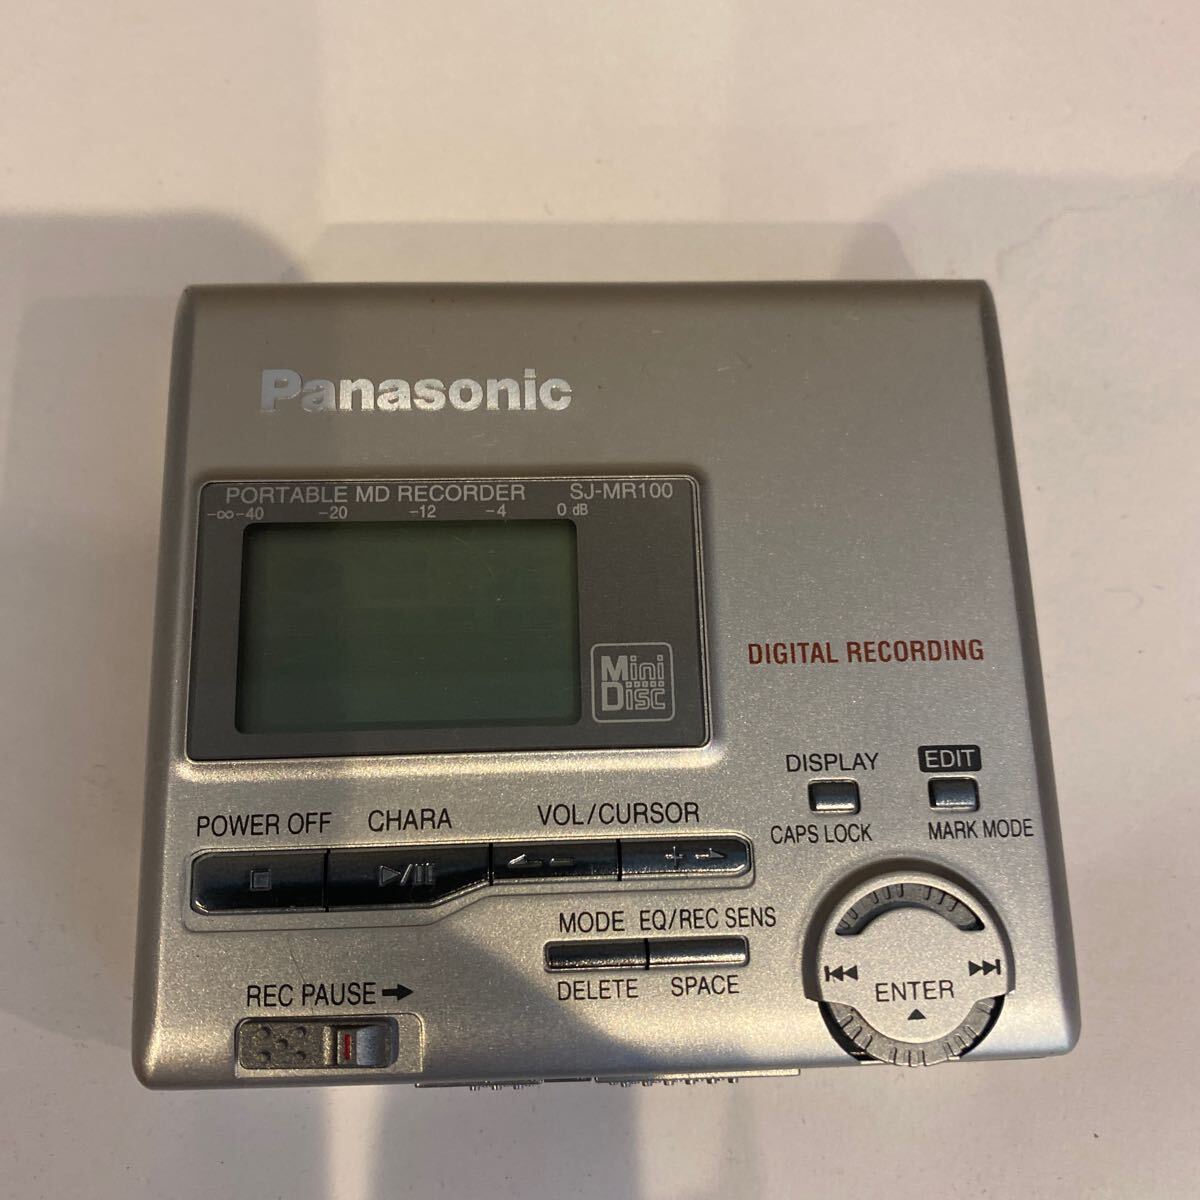 Panasonic
PORTABLE MD RECORDER SJ-MR100
-∞ -40 -20 -12 -4 0 dB
Mini
Disc
DIGITAL RECORDING
DISPLAY EDIT
CAPS LOCK MARK MODE
POWER OFF CHARA VOL/CURSOR
MODE EQ/REC SENS
DELETE SPACE
ENTER
REC PAUSE